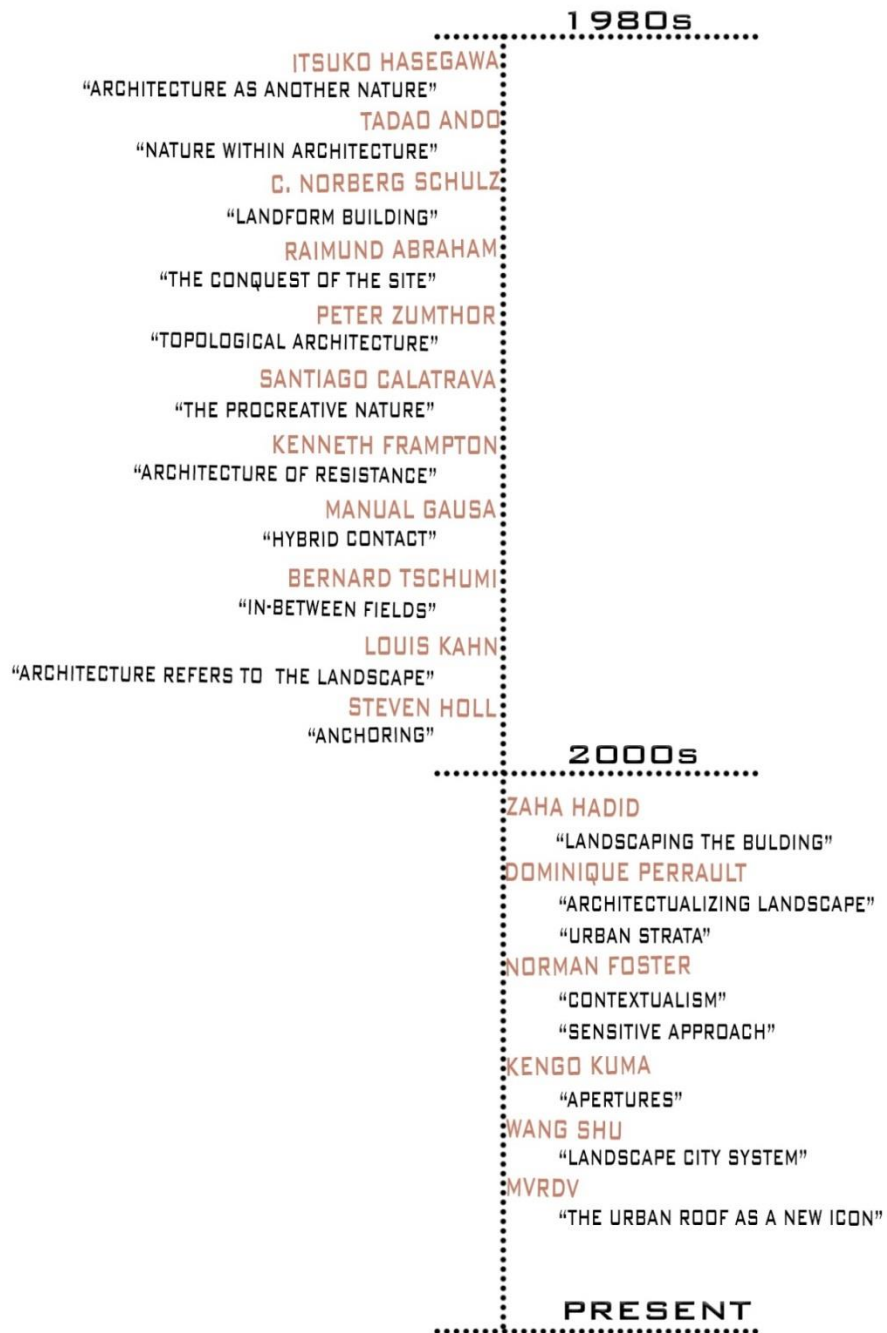 1980s
ITSUKO HASEGAWA
“ARCHITECTURE AS ANOTHER NATURE”
TADAO ANDO
“NATURE WITHIN ARCHITECTURE”
C. NORBERG SCHULZ
“LANDFORM BUILDING”
RAIMUND ABRAHAM
“THE CONQUEST OF THE SITE”
PETER ZUMTHOR
“TOPOLOGICAL ARCHITECTURE”
SANTIAGO CALATRAVA
“THE PROCREATIVE NATURE”
KENNETH FRAMPTON
“ARCHITECTURE OF RESISTANCE”
MANUAL GAUSA
“HYBRID CONTACT”
BERNARD TSCHUMI
“IN-BETWEEN FIELDS”
LOUIS KAHN
“ARCHITECTURE REFERS TO THE LANDSCAPE”
STEVEN HOLL
“ANCHORING”
2000s
ZAHA HADID
“LANDSCAPING THE BULDING”
DOMINIQUE PERRAULT
“ARCHITECTUALIZING LANDSCAPE”
“URBAN STRATA”
NORMAN FOSTER
“CONTEXTUALISM”
“SENSITIVE APPROACH”
KENGO KUMA
“APERTURES”
WANG SHU
“LANDSCAPE CITY SYSTEM”
MVRDV
“THE URBAN ROOF AS A NEW ICON”
PRESENT